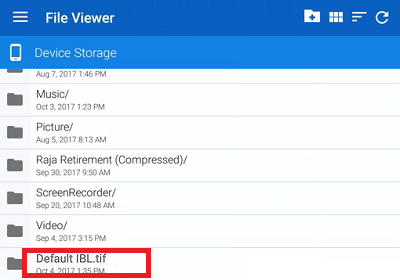 File Viewer
Device Storage
Aug 7, 2017 1:46 PM
Music/
Oct 3, 2017 1:23 PM
Picture/
Aug 5, 2017 8:13 AM
Raja Retirement (Compressed)/
Sep 30, 2017 9:50 AM
ScreenRecorder/
Sep 20, 2017 10:48 AM
Video/
Sep 4, 2017 3:15 PM
Default IBL.tif
Oct 4, 2017 1:35 PM